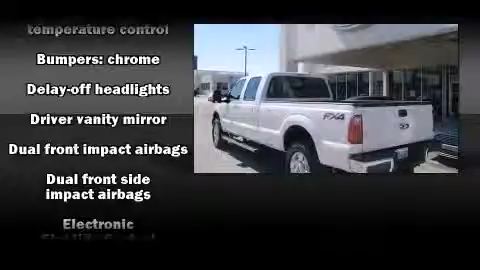 temperature control
Bumpers: chrome
Delay-off headlights
Driver vanity mirror
Dual front impact airbags
Dual front side
impact airbags
Electronic
FX4